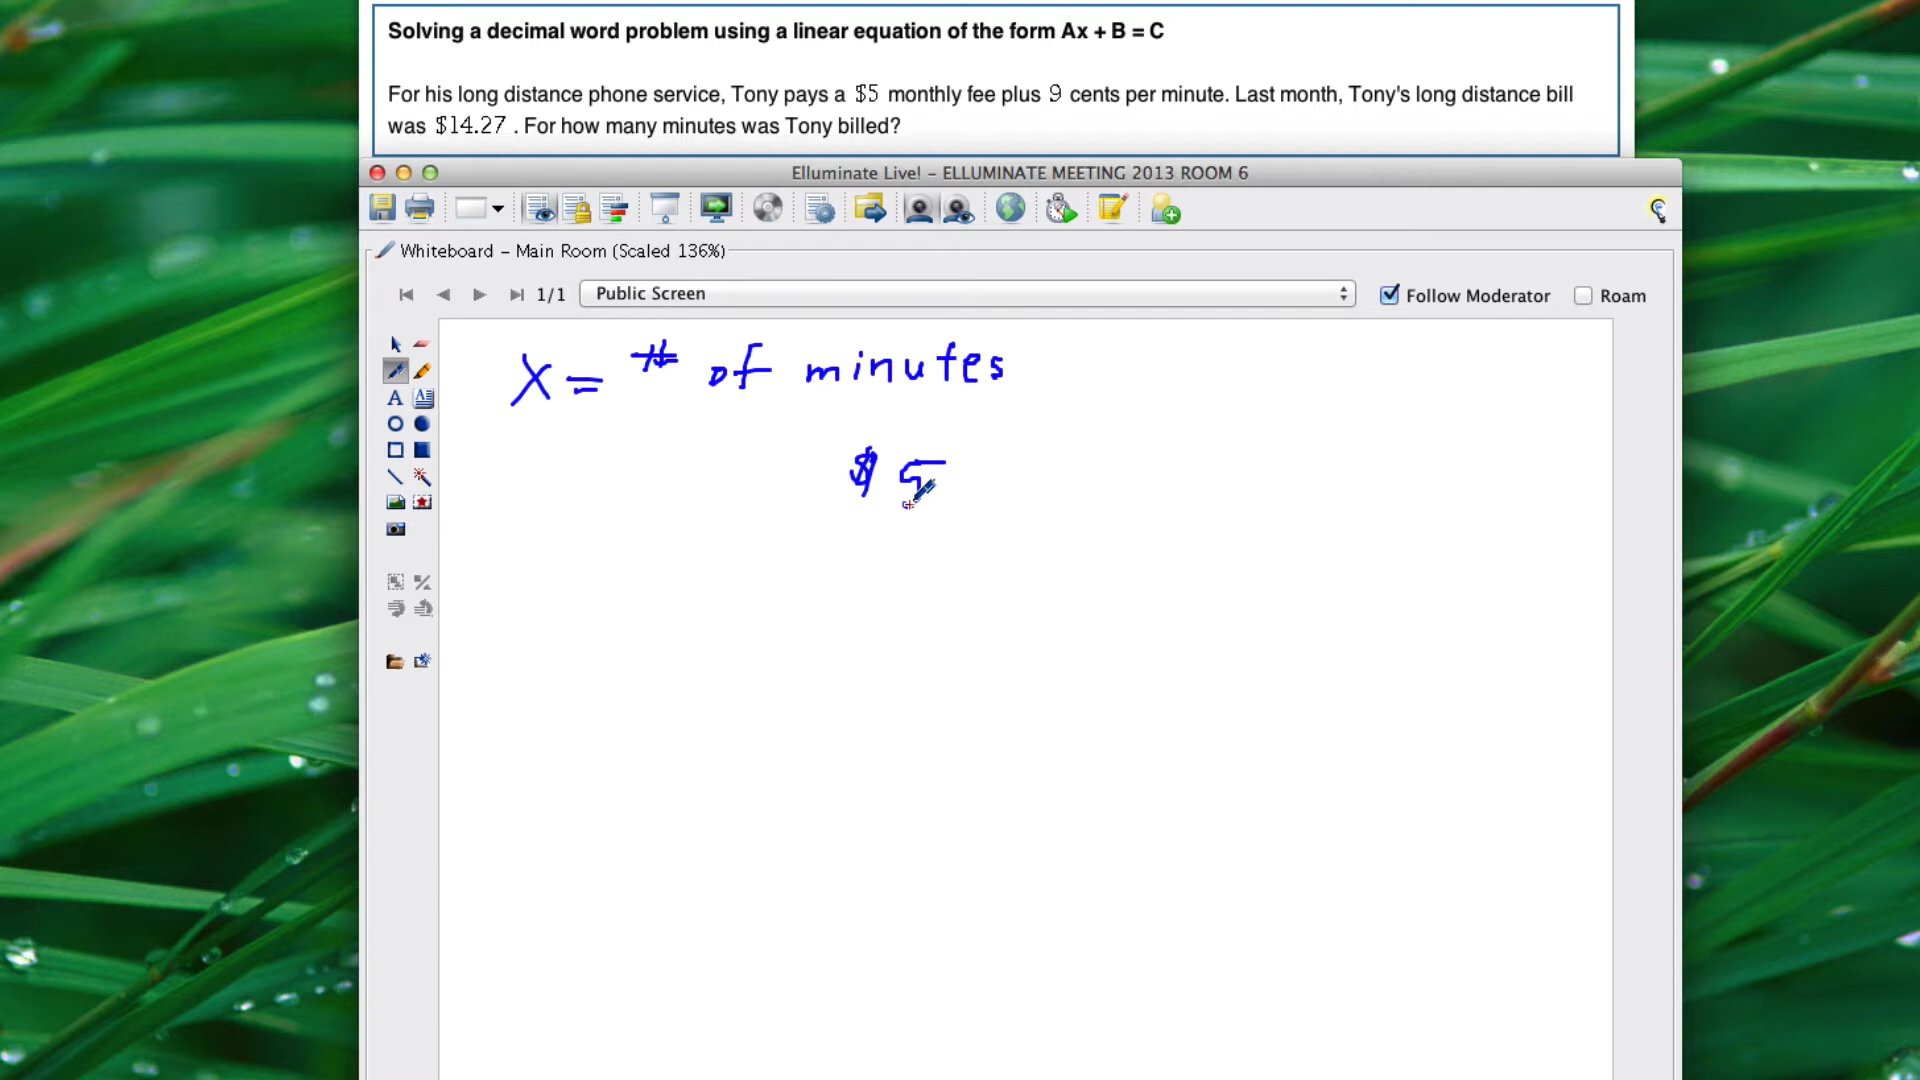 Solving a decimal word problem using a linear equation of the form Ax + B = C
For his long distance phone service, Tony pays a $5 monthly fee plus 9 cents per minute. Last month, Tony's long distance bill
was $14.27 . For how many minutes was Tony billed?
Elluminate Live! – ELLUMINATE MEETING 2013 ROOM 6
Whiteboard – Main Room (Scaled 136%)
1/1 Public Screen Follow Moderator Roam
X = # of minutes
$ 5